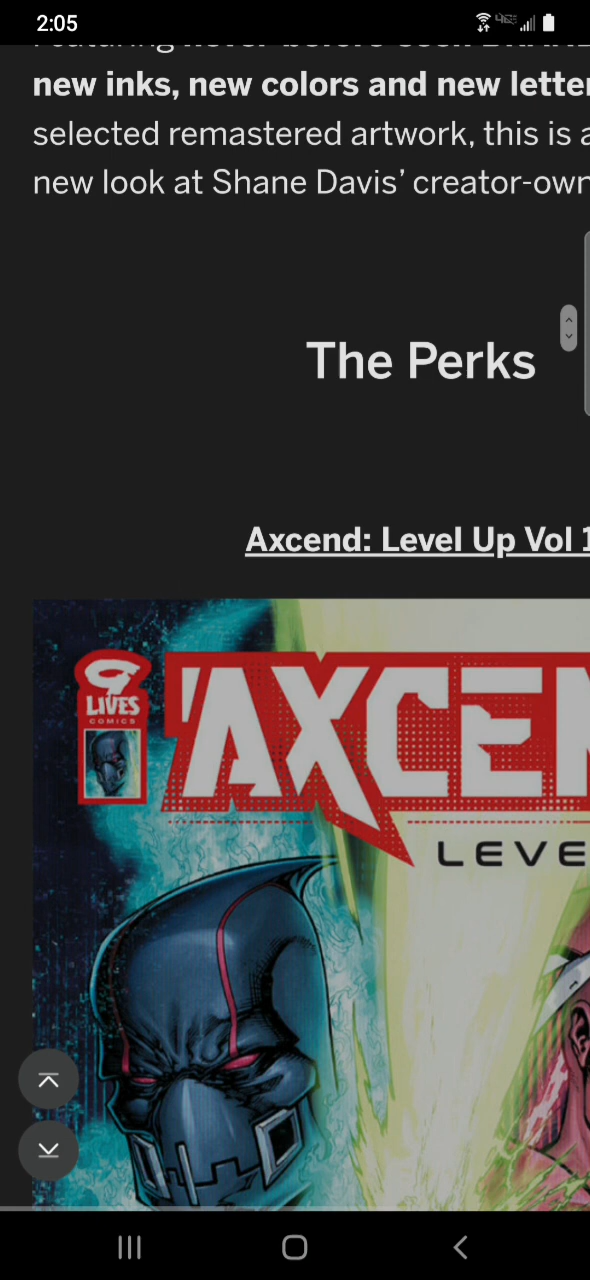 2:05
new inks, new colors and new letter
selected remastered artwork, this is a
new look at Shane Davis’ creator-own
The Perks
Axcend: Level Up Vol 1
LIVES
COMICS
AXCEN
LEVE